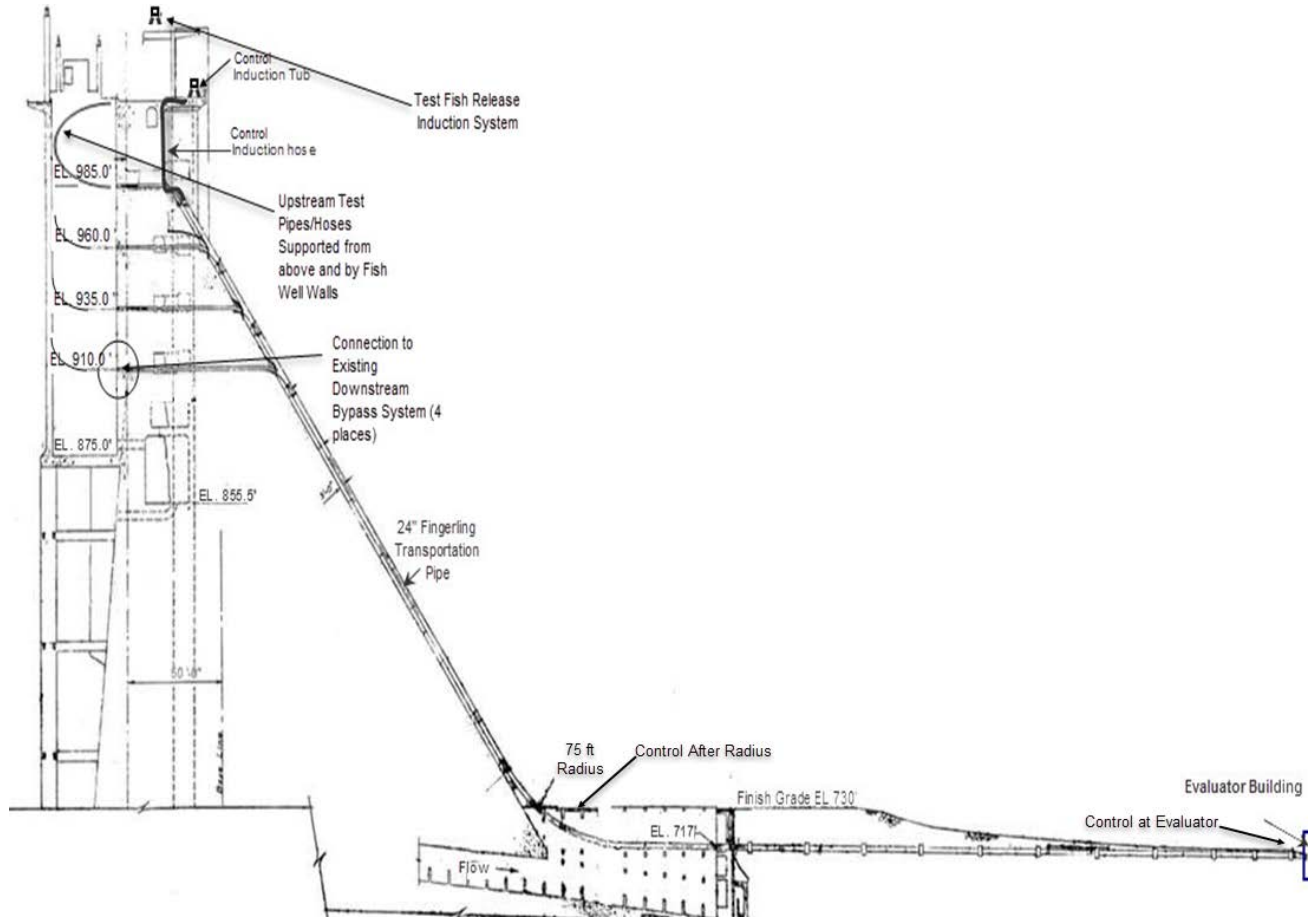 Control
Induction Tub
Test Fish Release
Induction System
Control
Induction hose
EL. 985.0'
Upstream Test
Pipes/Hoses
Supported from
above and by Fish
Well Walls
EL. 960.0
EL. 935.0 '
EL. 910.0 '
Connection to
Existing
Downstream
Bypass System (4
places)
EL. 875.0'
EL. 855.5'
24" Fingerling
Transportation
Pipe
Base Line
75 ft
Radius
Control After Radius
Finish Grade EL 730'
Evaluator Building
Control at Evaluator
EL. 717'
Flow